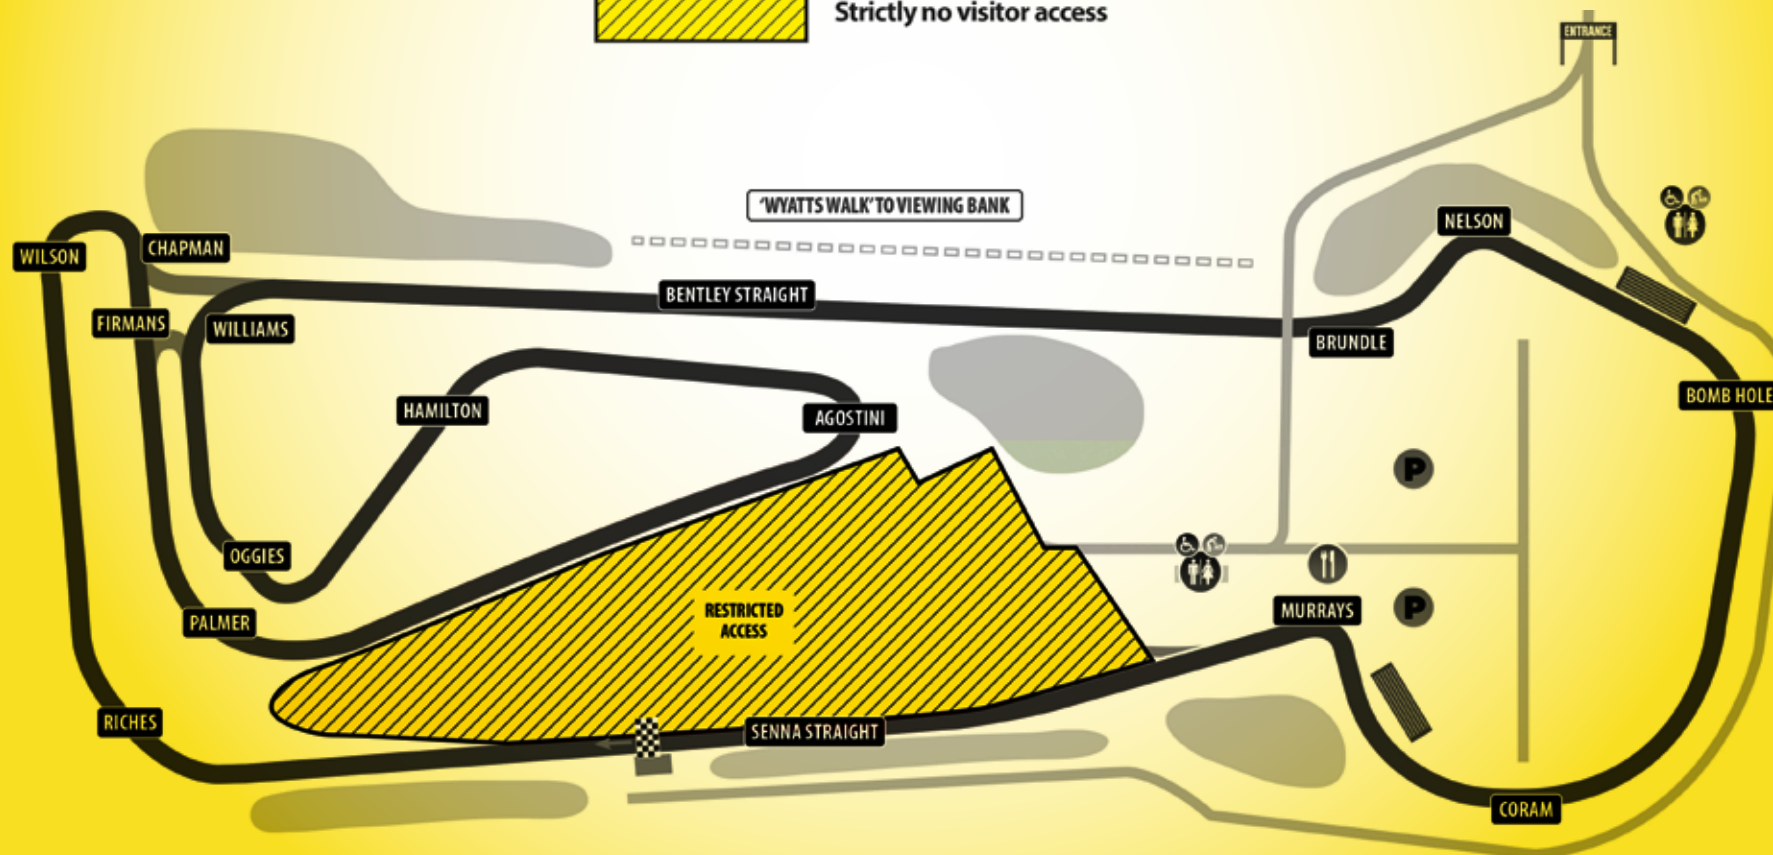 Strictly no visitor access
ENTRANCE
'WYATTS WALK' TO VIEWING BANK
NELSON
WILSON
CHAPMAN
BENTLEY STRAIGHT
FIRMANS
WILLIAMS
BRUNDLE
BOMB HOLE
HAMILTON
AGOSTINI
P
OGGIES
RESTRICTED
ACCESS
MURRAYS
P
PALMER
RICHES
SENNA STRAIGHT
CORAM